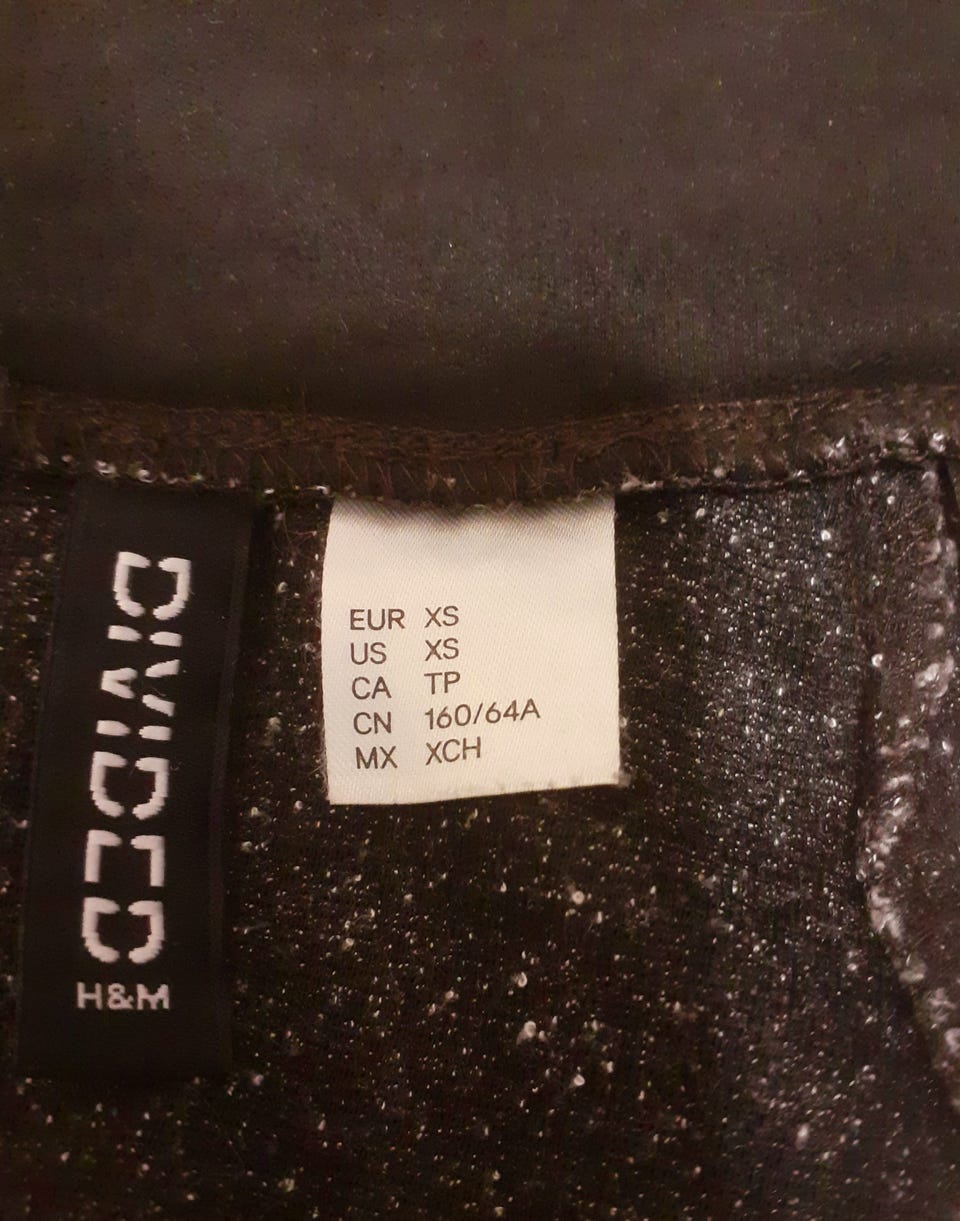 DIVIDED
H&M
EUR XS
US XS
CA TP
CN 160/64A
MX XCH